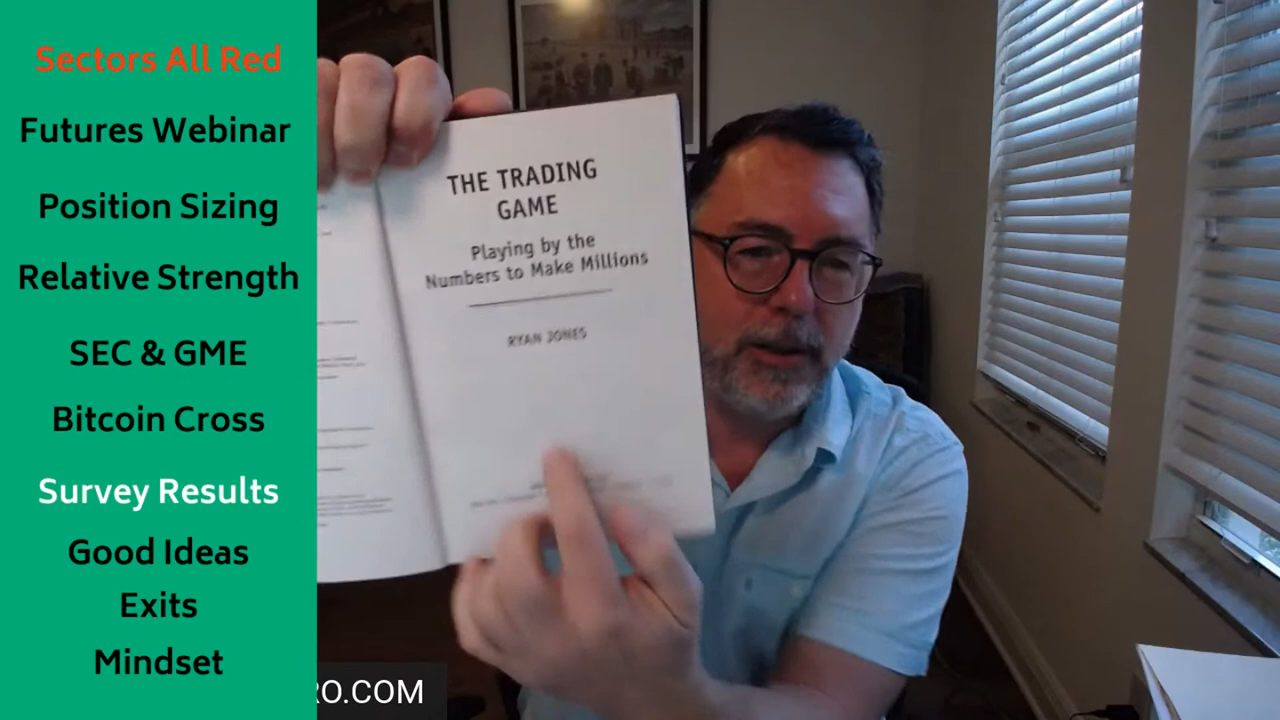 Sectors All Red
Futures Webinar
Position Sizing
Relative Strength
SEC & GME
Bitcoin Cross
Survey Results
Good Ideas
Exits
Mindset
THE TRADING
GAME
Playing by the
Numbers to Make Millions
RYAN JONES
RO.COM